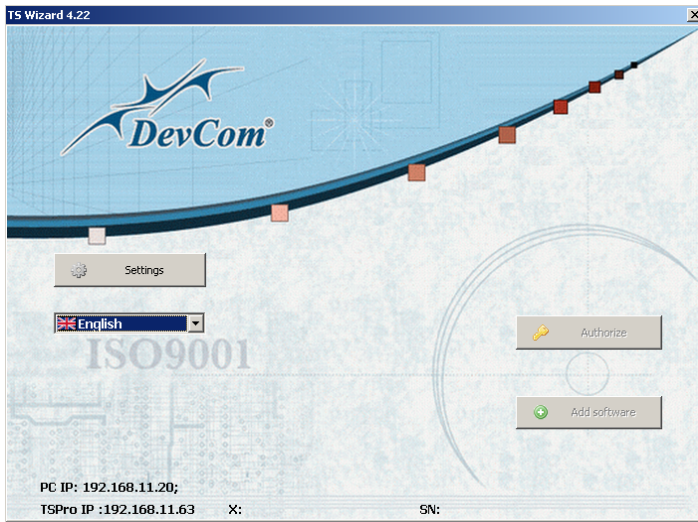 TS Wizard 4.22
DevCom®
Settings
English
ISO9001
Authorize
Add software
PC IP: 192.168.11.20;
TSPro IP :192.168.11.63 X: SN: